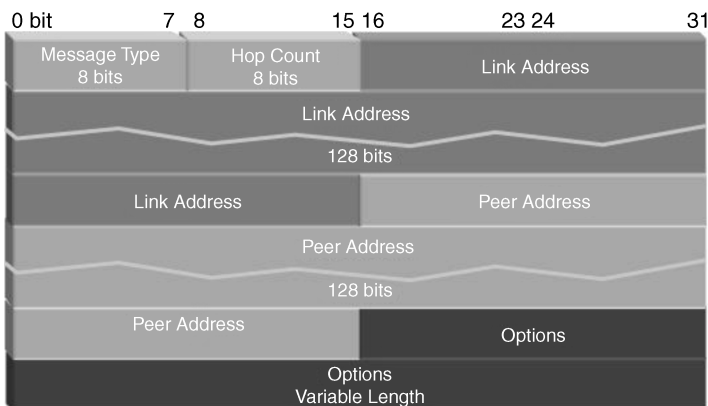 0 bit 7 8 15 16 23 24 31
Message Type
8 bits
Hop Count
8 bits
Link Address
Link Address
128 bits
Link Address
Peer Address
Peer Address
128 bits
Peer Address
Options
Options
Variable Length